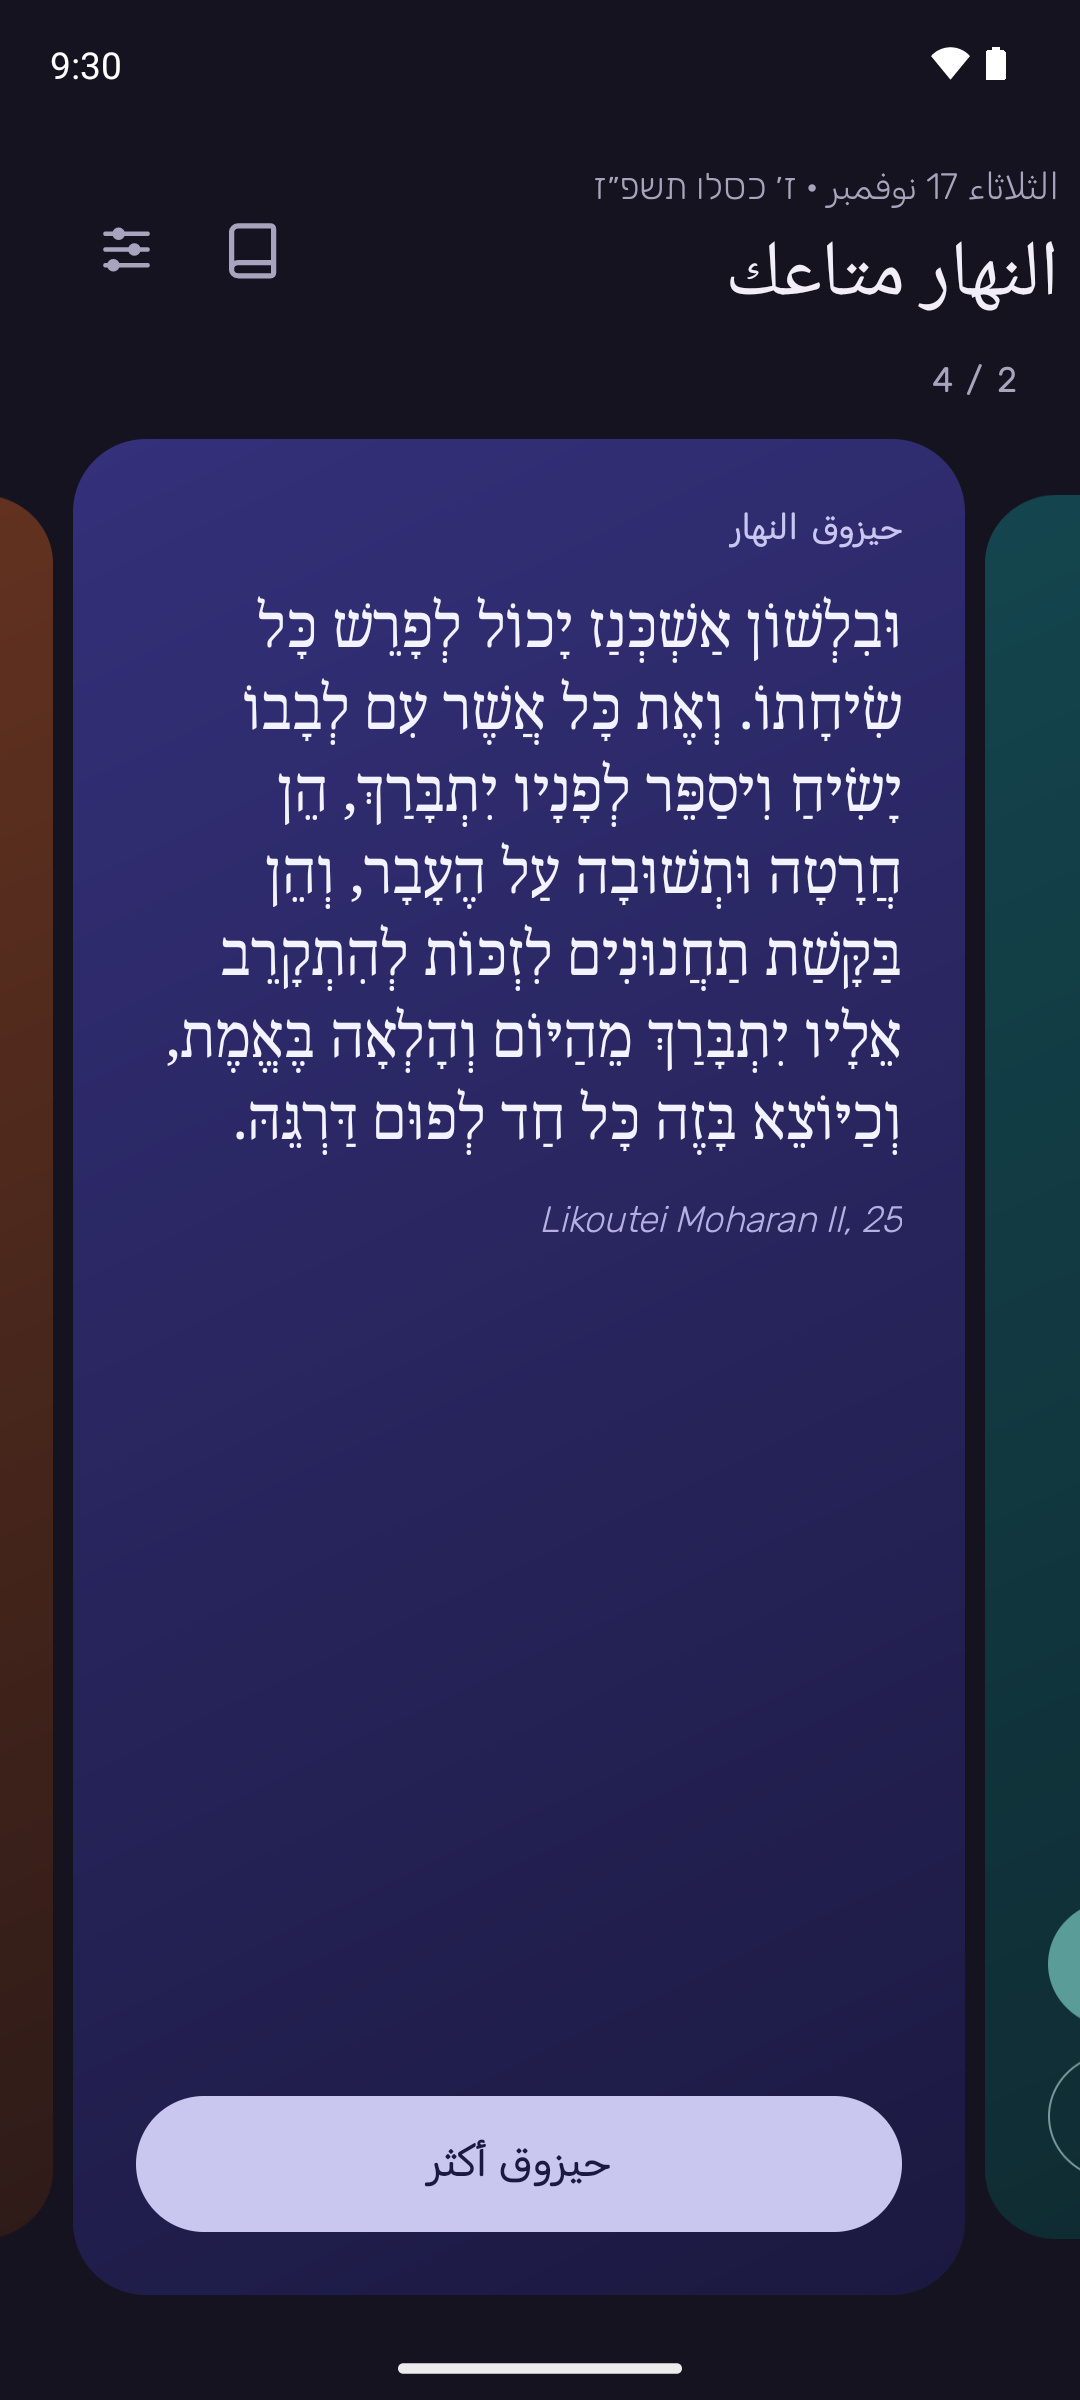 9:30
الثلاثاء 17 نوفمبر • ז׳ כסלו תשפ״ז
النهار متاعك
2 / 4
حيزوق النهار
וּבִלְשׁוֹן אַשְׁכְּנַז יָכוֹל לְפָרֵשׁ כָּל
שִׂיחָתוֹ. וְאֶת כָּל אֲשֶׁר עִם לְבָבוֹ
יָשִׂיחַ וִיסַפֵּר לְפָנָיו יִתְבָּרַךְ, הֵן
חֲרָטָה וּתְשׁוּבָה עַל הֶעָבָר, וְהֵן
בַּקָּשַׁת תַּחֲנוּנִים לִזְכּוֹת לְהִתְקָרֵב
אֵלָיו יִתְבָּרַךְ מֵהַיּוֹם וְהָלְאָה בֶּאֱמֶת,
וְכַיּוֹצֵא בָּזֶה כָּל חַד לְפוּם דַּרְגֵּהּ.
Likoutei Moharan II, 25
حيزوق أكثر